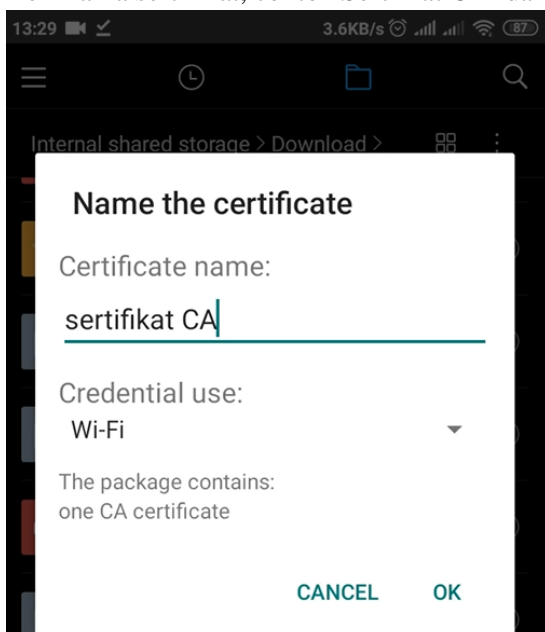 13:29 3.6KB/s 87
Internal shared storage > Download >
Name the certificate
Certificate name:
sertifikat CA
Credential use:
Wi-Fi
The package contains:
one CA certificate
CANCEL OK